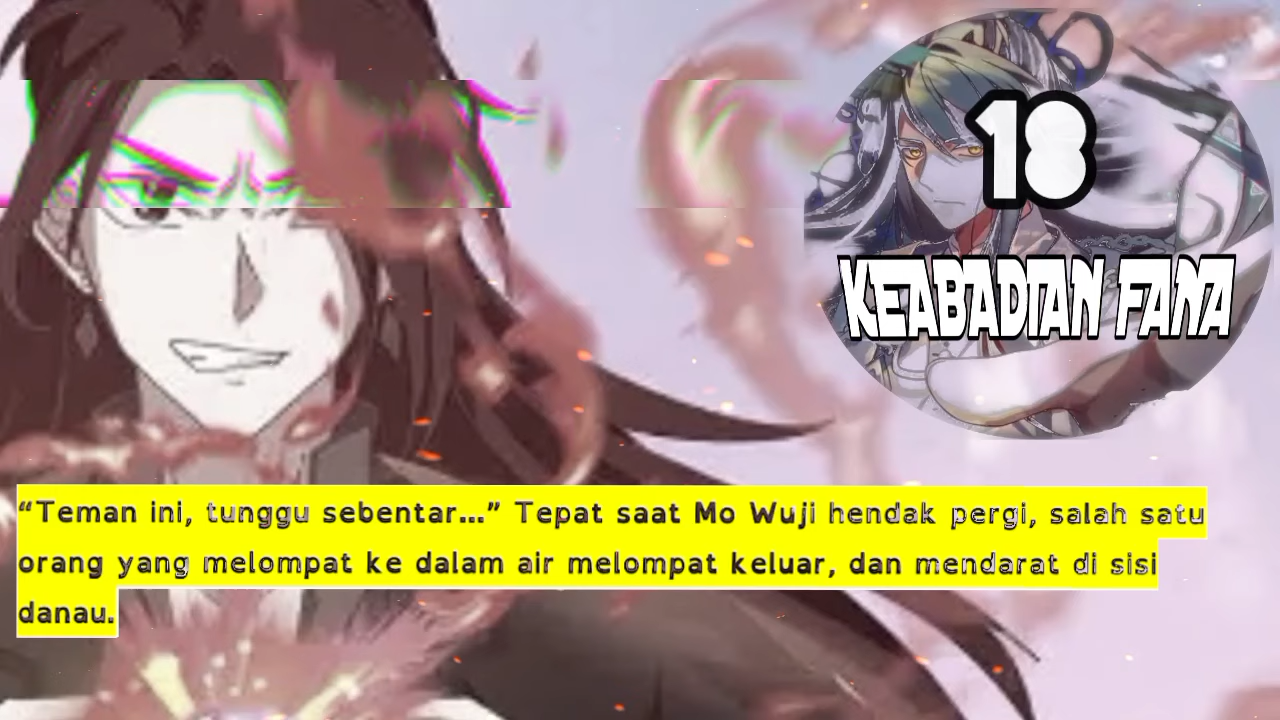 18
KEABADIAN FANA
“Teman ini, tunggu sebentar...” Tepat saat Mo Wuji hendak pergi, salah satu
orang yang melompat ke dalam air melompat keluar, dan mendarat di sisi
danau.